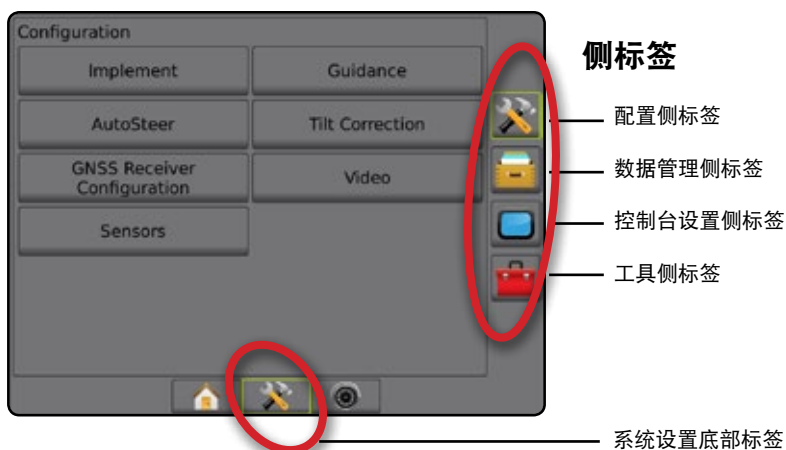 Configuration
Implement
Guidance
AutoSteer
Tilt Correction
GNSS Receiver
Configuration
Video
Sensors
侧标签
配置侧标签
数据管理侧标签
控制台设置侧标签
工具侧标签
系统设置底部标签